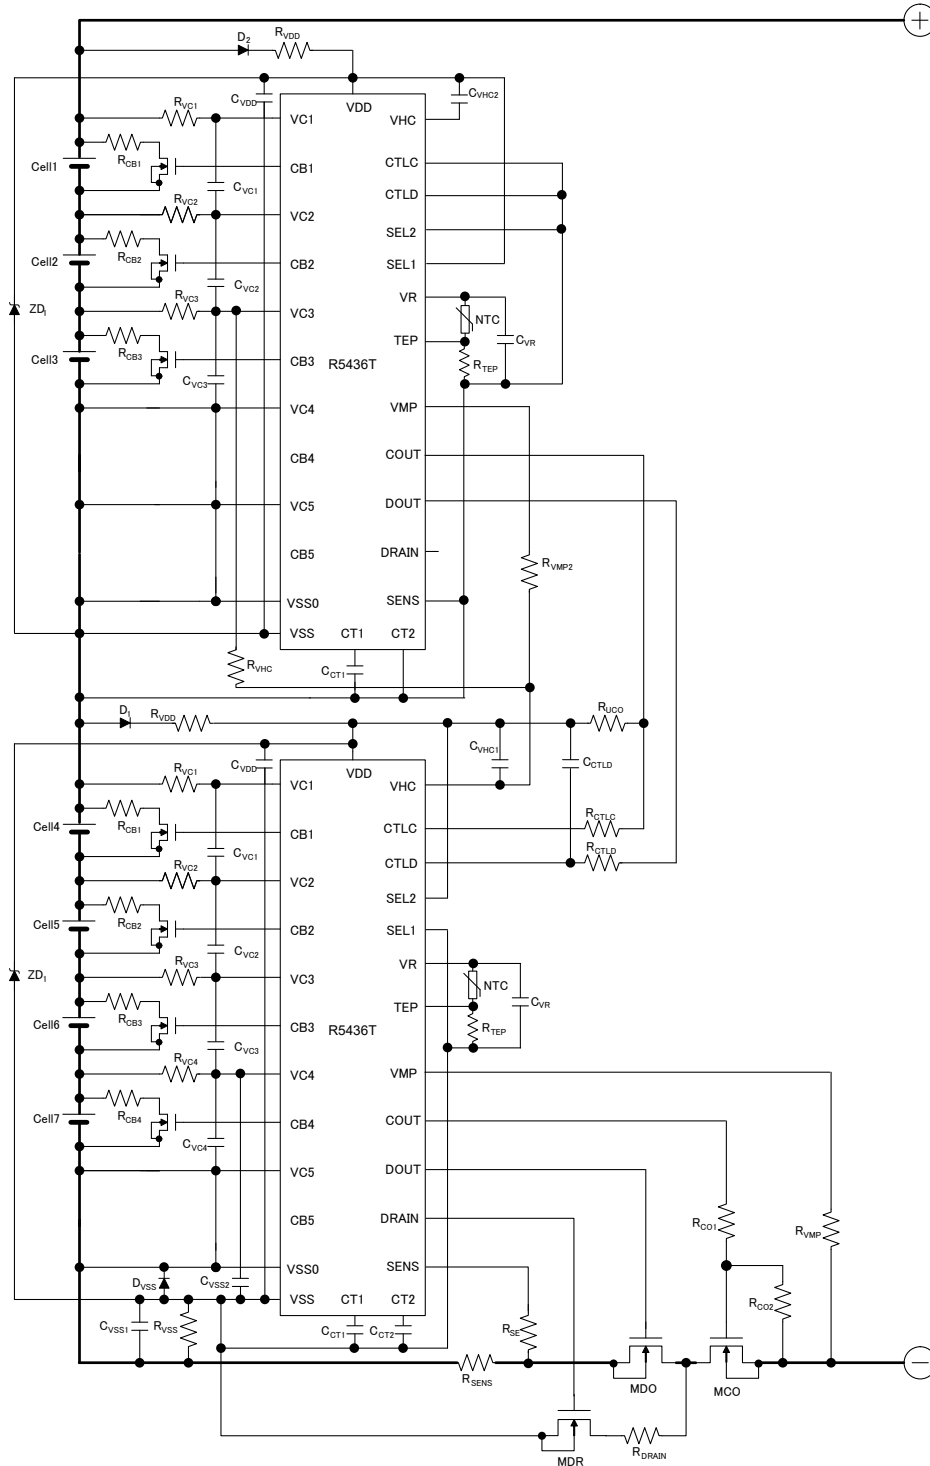 +
D2 RVDD
CVDD VDD CVHC2
RVC1 VC1 VHC
Cell1 RCB1 CB1 CTLC
CVC1 CTLD
RVC2 VC2 SEL2
Cell2 RCB2 CB2 SEL1
CVC2
RVC3 VC3 VR
ZD1 NTC
CVR
TEP
RTEP
Cell3 RCB3 CB3 R5436T
CVC3
VC4 VMP
CB4 COUT
VC5 DOUT
CB5 DRAIN
RVMP2
VSS0 SENS
VSS CT1 CT2
RVHC CCT1
D1 RVDD RUCO
CVDD VDD CVHC1 CCTLD
RVC1 VC1 VHC
Cell4 RCB1 CB1 CTLC RCTLC
CVC1 CTLD RCTLD
RVC2 VC2 SEL2
Cell5 RCB2 CB2 SEL1
CVC2
RVC3 VC3 VR
ZD1 NTC
CVR
TEP
RTEP
Cell6 RCB3 CB3 R5436T
CVC3
RVC4 VC4 VMP
Cell7 RCB4 CB4 COUT
CVC4
VC5 DOUT
CB5 DRAIN
RCO1 RVMP
VSS0 SENS
DVSS CVSS2
RCO2
VSS CT1 CT2
CVSS1 RVSS CCT1 CCT2 RSE
RSENS MDO MCO −
MDR RDRAIN